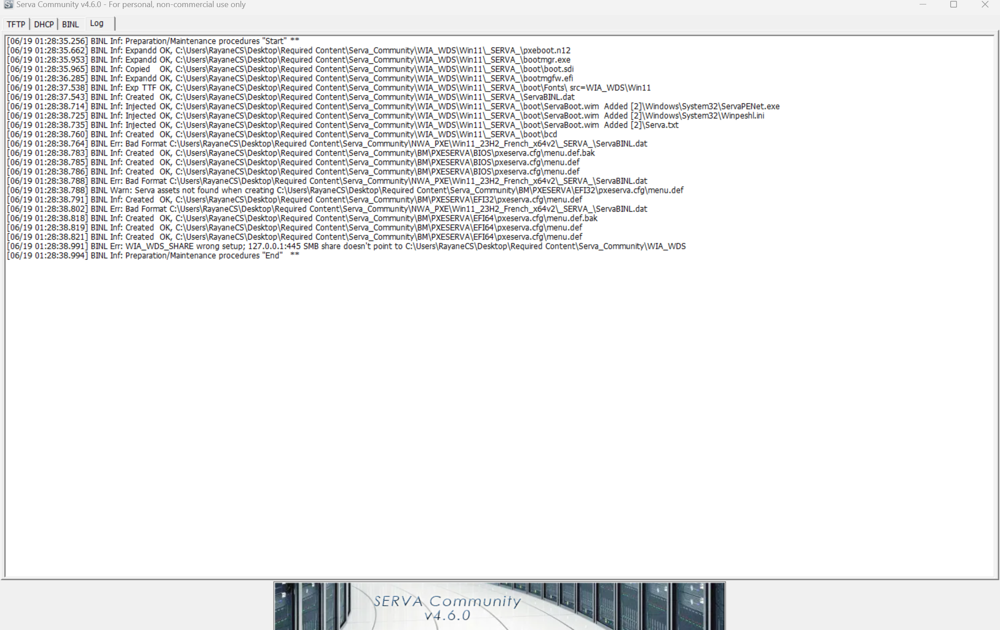 Serva Community v4.6.0 - For personal, non-commercial use only
TFTP DHCP BINL Log
[06/19 01:28:35.256] BINL Inf: Preparation/Maintenance procedures "Start" **
[06/19 01:28:35.662] BINL Inf: Expandd OK, C:\Users\RayaneCS\Desktop\Required Content\Serva_Community\WIA_WDS\Win11\_SERVA_\pxeboot.n12
[06/19 01:28:35.953] BINL Inf: Expandd OK, C:\Users\RayaneCS\Desktop\Required Content\Serva_Community\WIA_WDS\Win11\_SERVA_\bootmgr.exe
[06/19 01:28:35.965] BINL Inf: Copied OK, C:\Users\RayaneCS\Desktop\Required Content\Serva_Community\WIA_WDS\Win11\_SERVA_\boot\boot.sdi
[06/19 01:28:36.285] BINL Inf: Expandd OK, C:\Users\RayaneCS\Desktop\Required Content\Serva_Community\WIA_WDS\Win11\_SERVA_\bootmgfw.efi
[06/19 01:28:37.538] BINL Inf: Exp TTF OK, C:\Users\RayaneCS\Desktop\Required Content\Serva_Community\WIA_WDS\Win11\_SERVA_\boot\Fonts\ src=WIA_WDS\Win11
[06/19 01:28:37.543] BINL Inf: Created OK, C:\Users\RayaneCS\Desktop\Required Content\Serva_Community\WIA_WDS\Win11\_SERVA_\ServaBINL.dat
[06/19 01:28:38.714] BINL Inf: Injected OK, C:\Users\RayaneCS\Desktop\Required Content\Serva_Community\WIA_WDS\Win11\_SERVA_\boot\ServaBoot.wim Added [2]\Windows\System32\ServaPENet.exe
[06/19 01:28:38.725] BINL Inf: Injected OK, C:\Users\RayaneCS\Desktop\Required Content\Serva_Community\WIA_WDS\Win11\_SERVA_\boot\ServaBoot.wim Added [2]\Windows\System32\Winpeshl.ini
[06/19 01:28:38.735] BINL Inf: Injected OK, C:\Users\RayaneCS\Desktop\Required Content\Serva_Community\WIA_WDS\Win11\_SERVA_\boot\ServaBoot.wim Added [2]\Serva.txt
[06/19 01:28:38.760] BINL Inf: Created OK, C:\Users\RayaneCS\Desktop\Required Content\Serva_Community\WIA_WDS\Win11\_SERVA_\boot\bcd
[06/19 01:28:38.764] BINL Err: Bad Format C:\Users\RayaneCS\Desktop\Required Content\Serva_Community\NWA_PXE\Win11_23H2_French_x64v2\_SERVA_\ServaBINL.dat
[06/19 01:28:38.783] BINL Inf: Created OK, C:\Users\RayaneCS\Desktop\Required Content\Serva_Community\BM\PXESERVA\BIOS\pxeserva.cfg\menu.def.bak
[06/19 01:28:38.785] BINL Inf: Created OK, C:\Users\RayaneCS\Desktop\Required Content\Serva_Community\BM\PXESERVA\BIOS\pxeserva.cfg\menu.def
[06/19 01:28:38.786] BINL Inf: Created OK, C:\Users\RayaneCS\Desktop\Required Content\Serva_Community\BM\PXESERVA\BIOS\pxeserva.cfg\menu.def
[06/19 01:28:38.788] BINL Err: Bad Format C:\Users\RayaneCS\Desktop\Required Content\Serva_Community\NWA_PXE\Win11_23H2_French_x64v2\_SERVA_\ServaBINL.dat
[06/19 01:28:38.788] BINL Warn: Serva assets not found when creating C:\Users\RayaneCS\Desktop\Required Content\Serva_Community\BM\PXESERVA\EFI32\pxeserva.cfg\menu.def
[06/19 01:28:38.791] BINL Inf: Created OK, C:\Users\RayaneCS\Desktop\Required Content\Serva_Community\BM\PXESERVA\EFI32\pxeserva.cfg\menu.def
[06/19 01:28:38.802] BINL Err: Bad Format C:\Users\RayaneCS\Desktop\Required Content\Serva_Community\NWA_PXE\Win11_23H2_French_x64v2\_SERVA_\ServaBINL.dat
[06/19 01:28:38.818] BINL Inf: Created OK, C:\Users\RayaneCS\Desktop\Required Content\Serva_Community\BM\PXESERVA\EFI64\pxeserva.cfg\menu.def.bak
[06/19 01:28:38.819] BINL Inf: Created OK, C:\Users\RayaneCS\Desktop\Required Content\Serva_Community\BM\PXESERVA\EFI64\pxeserva.cfg\menu.def
[06/19 01:28:38.821] BINL Inf: Created OK, C:\Users\RayaneCS\Desktop\Required Content\Serva_Community\BM\PXESERVA\EFI64\pxeserva.cfg\menu.def
[06/19 01:28:38.991] BINL Err: WIA_WDS_SHARE wrong setup; 127.0.0.1:445 SMB share doesn't point to C:\Users\RayaneCS\Desktop\Required Content\Serva_Community\WIA_WDS
[06/19 01:28:38.994] BINL Inf: Preparation/Maintenance procedures "End" **
SERVA Community
v4.6.0